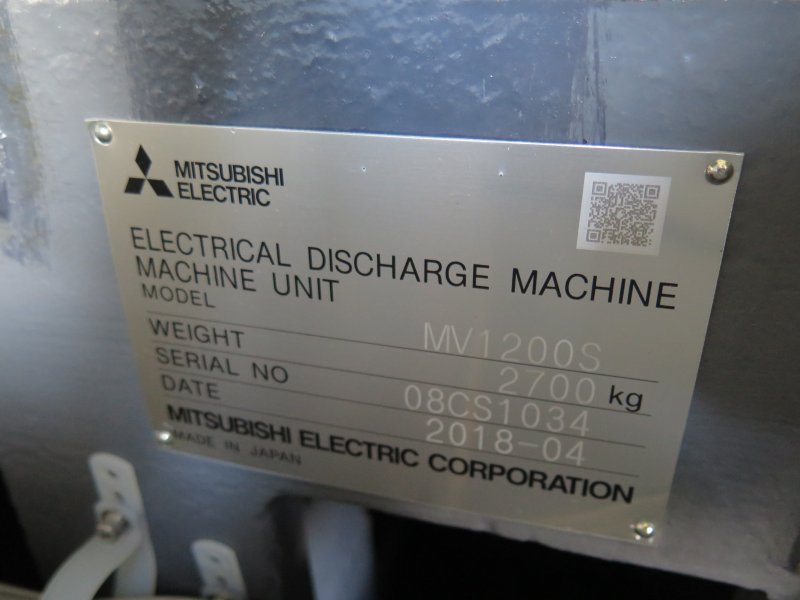 MITSUBISHI
ELECTRIC
ELECTRICAL DISCHARGE MACHINE
MACHINE UNIT
MODEL MV1200S
WEIGHT 2700 kg
SERIAL NO 08CS1034
DATE 2018-04
MITSUBISHI ELECTRIC CORPORATION
MADE IN JAPAN